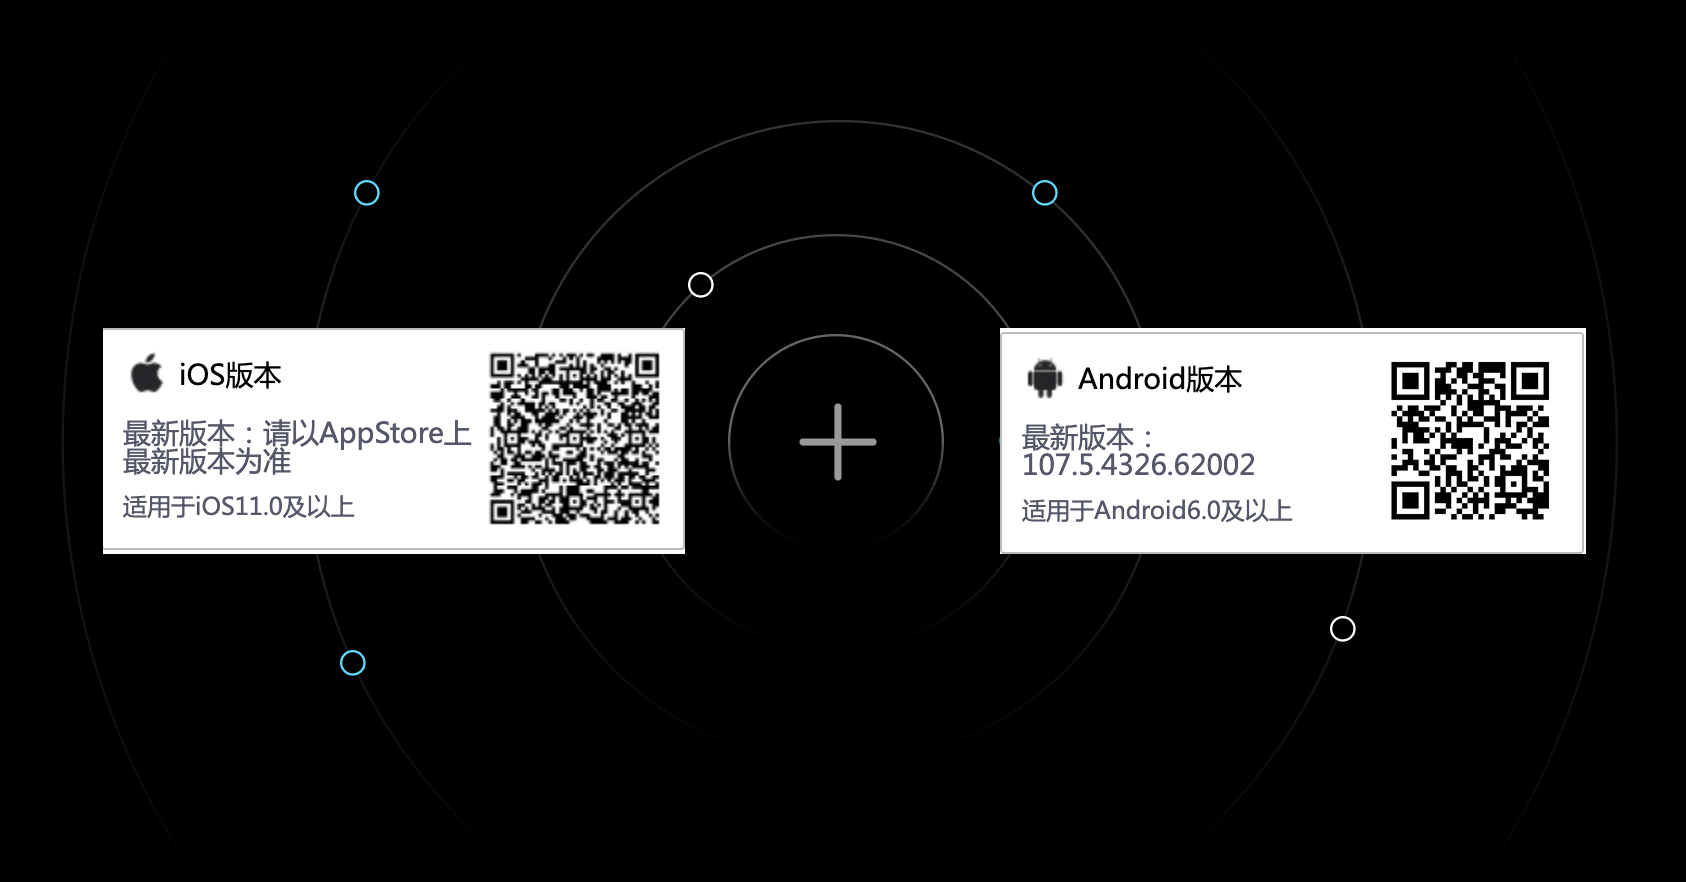 iOS版本
最新版本：请以AppStore上
最新版本为准
适用于iOS11.0及以上
Android版本
最新版本：
107.5.4326.62002
适用于Android6.0及以上